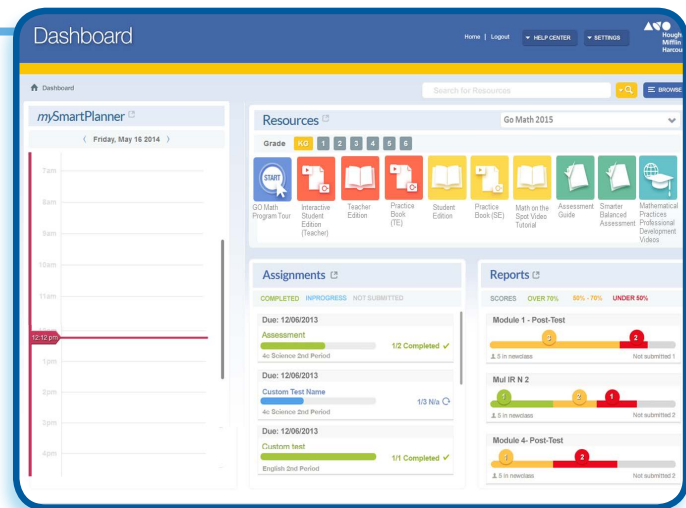 Dashboard
Home | Logout
HELP CENTER
SETTINGS
Hough
Mifflin
Harcou
Dashboard
Search for Resources
BROWSE
mySmartPlanner
Friday, May 16 2014
7am
8am
9am
10am
11am
12:12 pm
1pm
2pm
3pm
4pm
Resources
Go Math 2015
Grade KG 1 2 3 4 5 6
START
GO Math Program Tour
Interactive Student Edition (Teacher)
Teacher Edition
Practice Book (TE)
Student Edition
Practice Book (SE)
Math on the Spot Video Tutorial
Assessment Guide
Smarter Balanced Assessment
Mathematical Practices Professional Development Videos
Assignments
COMPLETED INPROGRESS NOT SUBMITTED
Due: 12/06/2013
Assessment
1/2 Completed
4c Science 2nd Period
Due: 12/06/2013
Custom Test Name
1/3 N/a
4c Science 2nd Period
Due: 12/06/2013
Custom test
1/1 Completed
English 2nd Period
Reports
SCORES OVER 70% 50% - 70% UNDER 50%
Module 1 - Post-Test
3 2
5 in newclass Not submitted 1
Mul IR N 2
1 2 1
5 in newclass Not submitted 2
Module 4- Post-Test
1 2
5 in newclass Not submitted 2